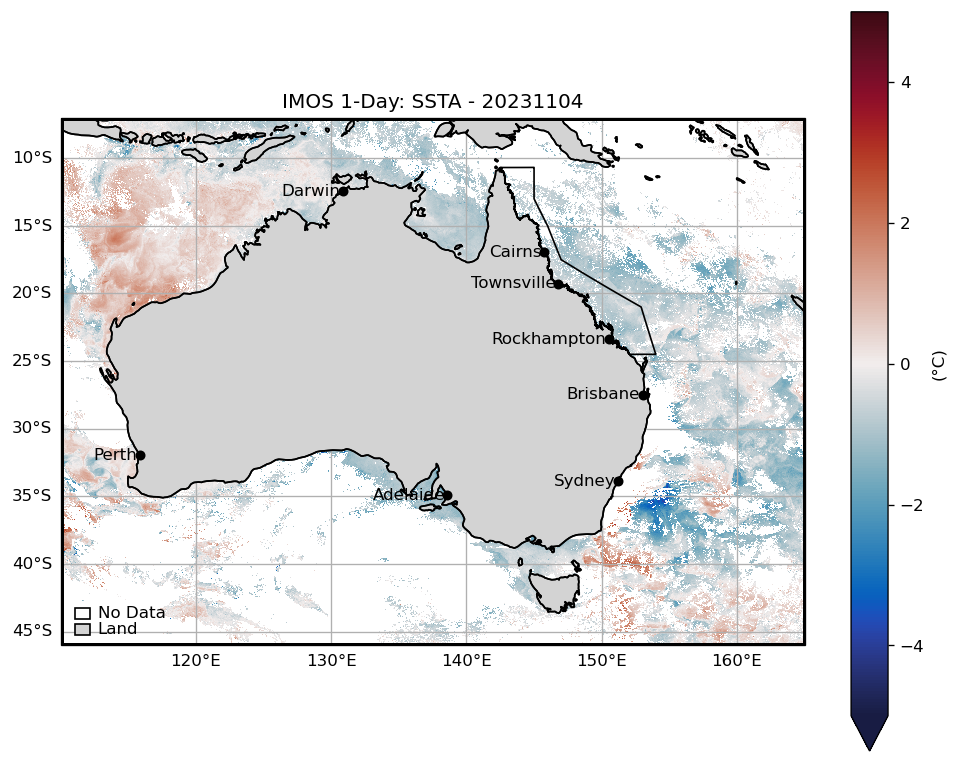 IMOS 1-Day: SSTA - 20231104
10°S
15°S
20°S
25°S
30°S
35°S
40°S
45°S
Darwin
Cairns
Townsville
Rockhampton
Brisbane
Perth
Sydney
Adelaide
No Data
Land
120°E 130°E 140°E 150°E 160°E
4
2
0
−2
−4
(°C)